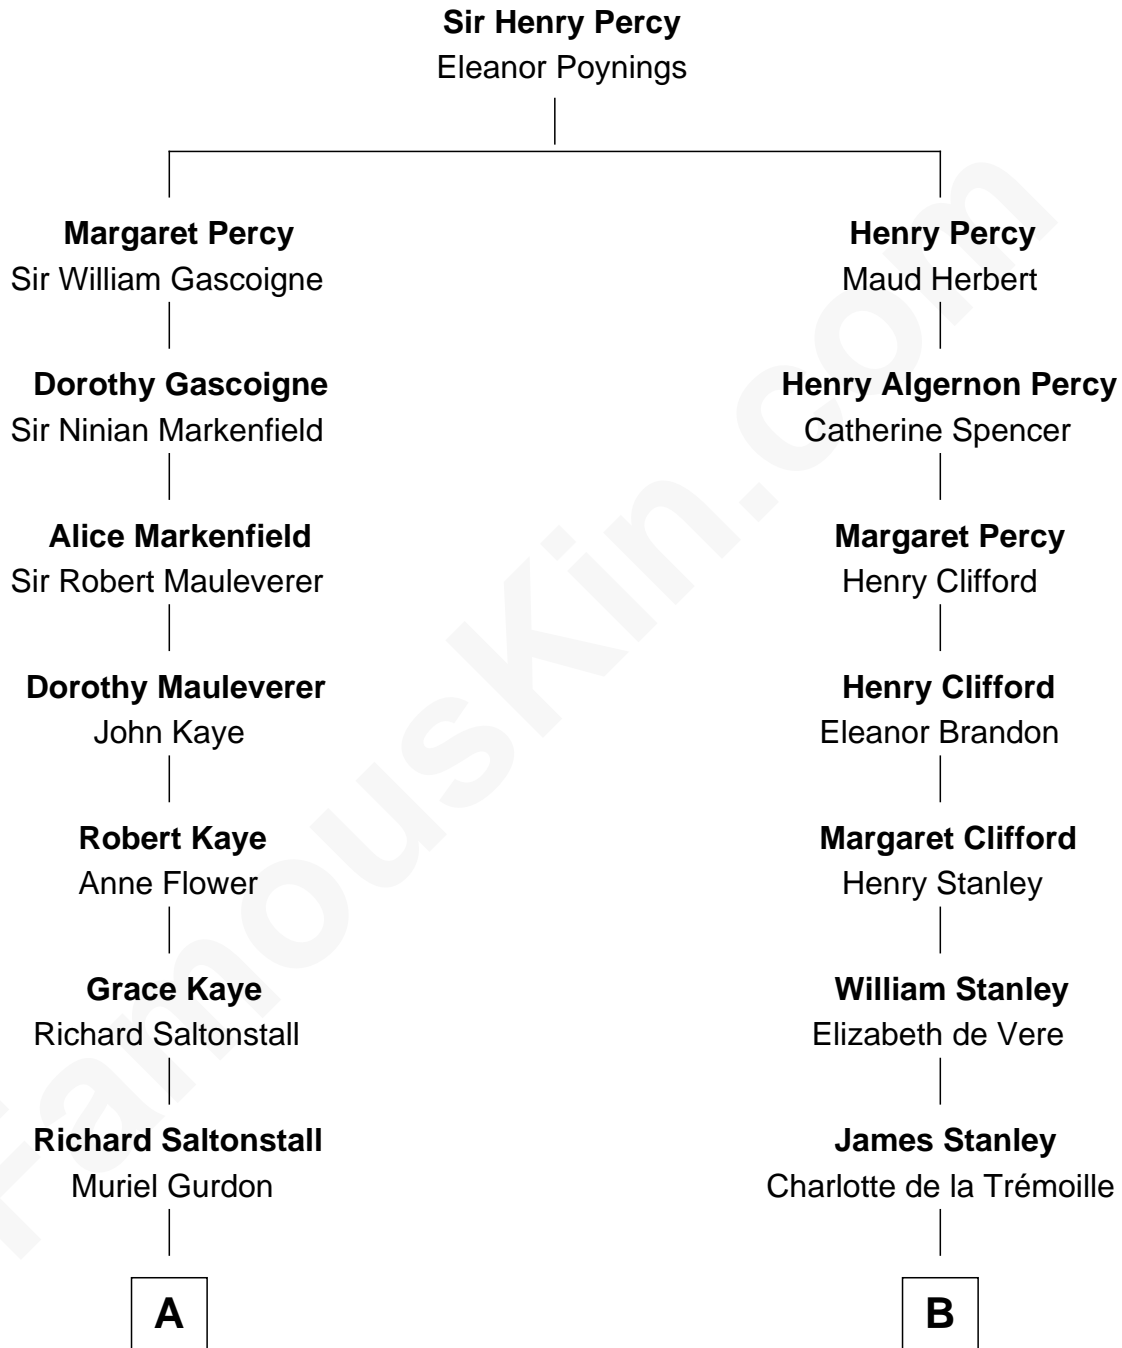 Sir Henry Percy
Eleanor Poynings
Margaret Percy
Sir William Gascoigne
Henry Percy
Maud Herbert
Dorothy Gascoigne
Sir Ninian Markenfield
Henry Algernon Percy
Catherine Spencer
Alice Markenfield
Sir Robert Mauleverer
Margaret Percy
Henry Clifford
Dorothy Mauleverer
John Kaye
Henry Clifford
Eleanor Brandon
Robert Kaye
Anne Flower
Margaret Clifford
Henry Stanley
Grace Kaye
Richard Saltonstall
William Stanley
Elizabeth de Vere
Richard Saltonstall
Muriel Gurdon
James Stanley
Charlotte de la Trémoille
A
B
FamousKin.com